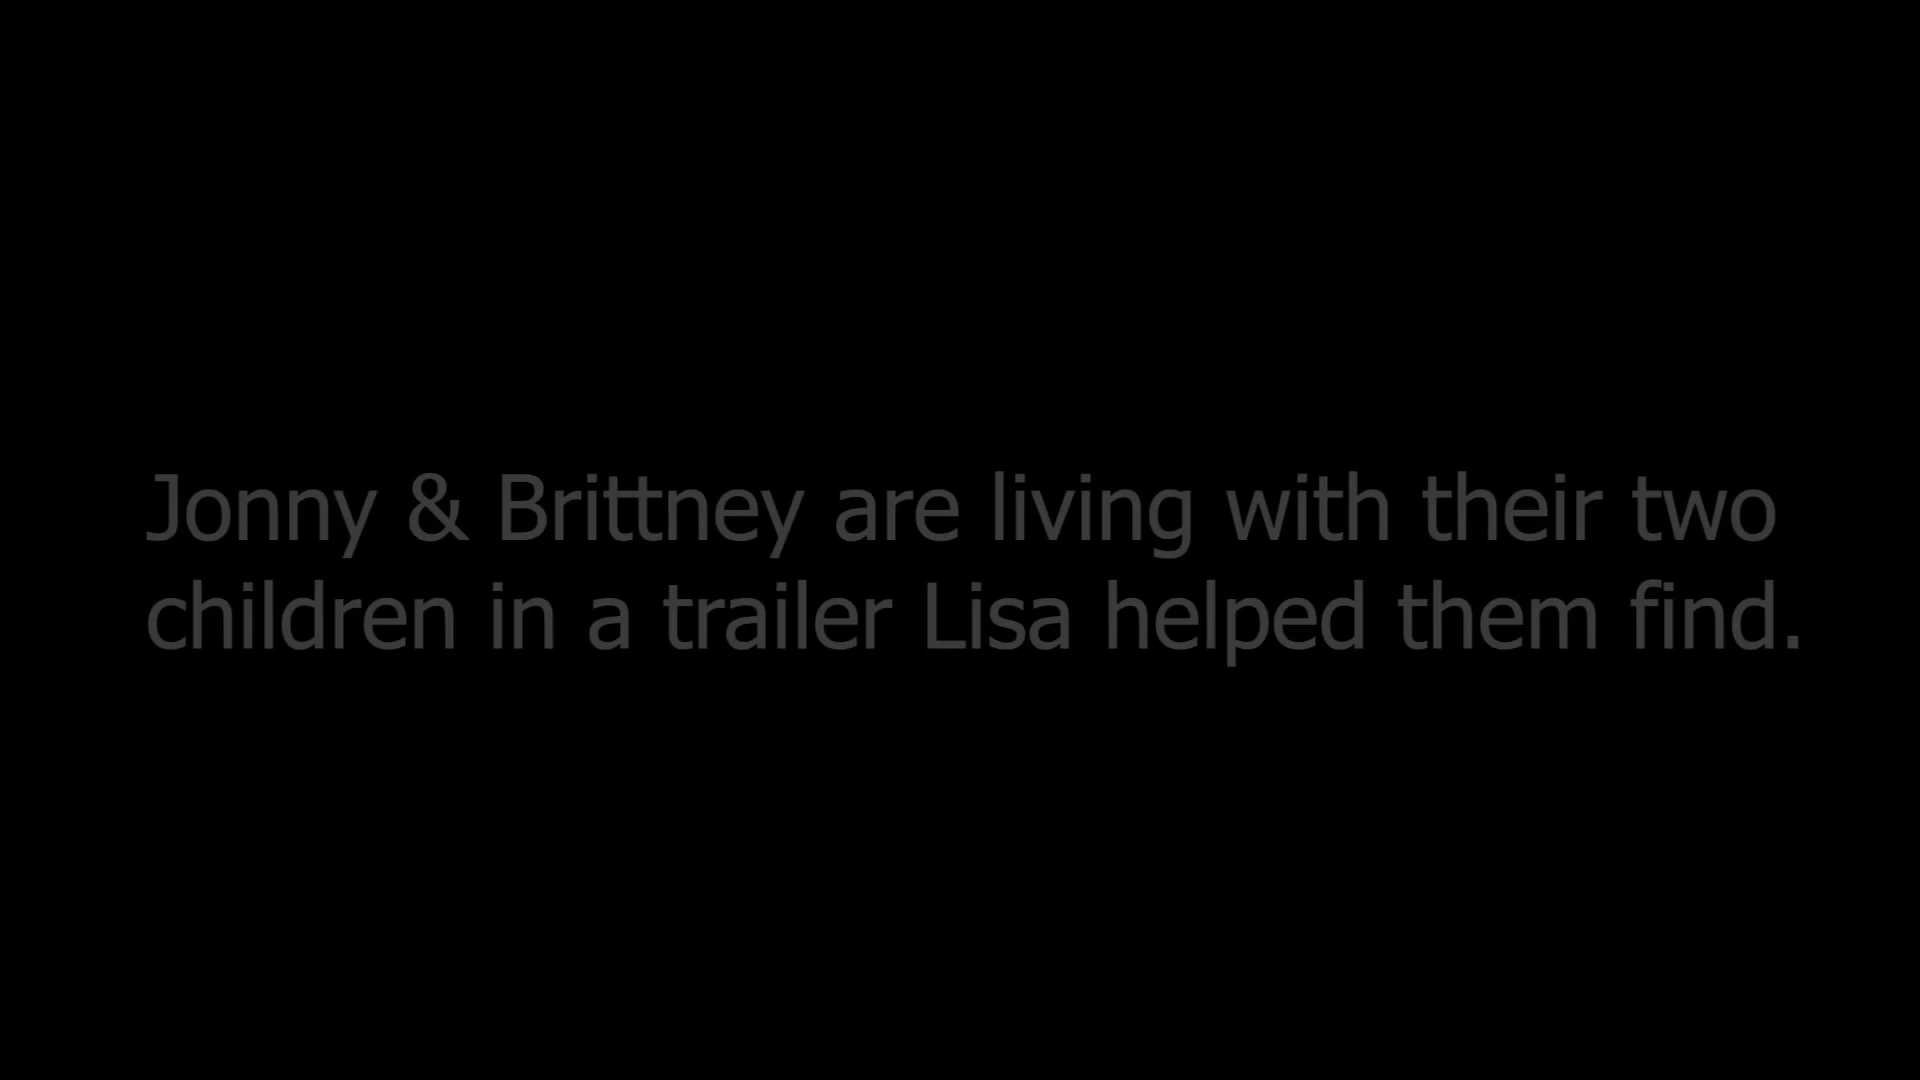 Jonny & Brittney are living with their two
children in a trailer Lisa helped them find.